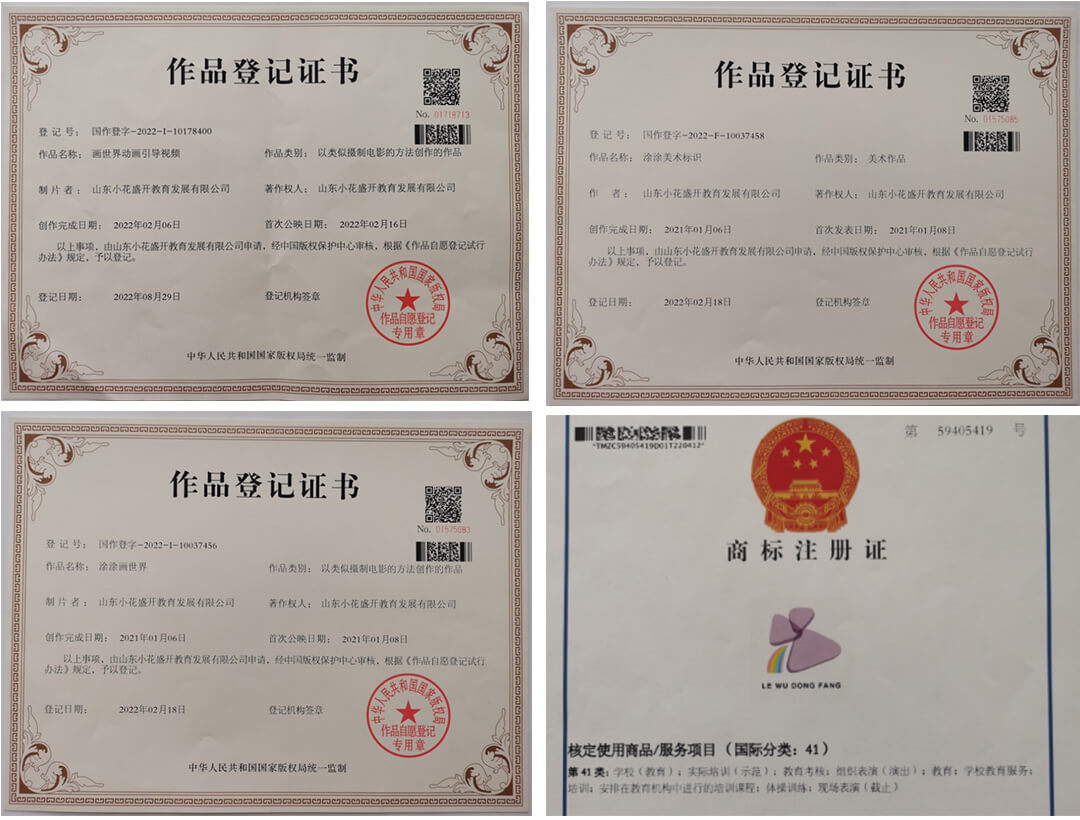 作品登记证书
No. 01718713
登 记 号： 国作登字-2022-I-10178400
作品名称： 画世界动画引导视频 作品类别： 以类似摄制电影的方法创作的作品
制 片 者： 山东小花盛开教育发展有限公司 著作权人： 山东小花盛开教育发展有限公司
创作完成日期： 2022年02月06日 首次公映日期： 2022年02月16日
以上事项，由山东小花盛开教育发展有限公司申请，经中国版权保护中心审核，根据《作品自愿登记试行
办法》规定，予以登记。
登记日期： 2022年08月29日 登记机构签章
中华人民共和国国家版权局
作品自愿登记
专用章
中华人民共和国国家版权局统一监制
作品登记证书
No. 01575085
登 记 号： 国作登字-2022-F-10037458
作品名称： 涂涂美术标识 作品类别： 美术作品
作 者： 山东小花盛开教育发展有限公司 著作权人： 山东小花盛开教育发展有限公司
创作完成日期： 2021年01月06日 首次发表日期： 2021年01月08日
以上事项，由山东小花盛开教育发展有限公司申请，经中国版权保护中心审核，根据《作品自愿登记试行
办法》规定，予以登记。
登记日期： 2022年02月18日 登记机构签章
中华人民共和国国家版权局
作品自愿登记
专用章
中华人民共和国国家版权局统一监制
作品登记证书
No. 01575083
登 记 号： 国作登字-2022-I-10037456
作品名称： 涂涂画世界 作品类别： 以类似摄制电影的方法创作的作品
制 片 者： 山东小花盛开教育发展有限公司 著作权人： 山东小花盛开教育发展有限公司
创作完成日期： 2021年01月06日 首次公映日期： 2021年01月08日
以上事项，由山东小花盛开教育发展有限公司申请，经中国版权保护中心审核，根据《作品自愿登记试行
办法》规定，予以登记。
登记日期： 2022年02月18日 登记机构签章
中华人民共和国国家版权局
作品自愿登记
专用章
中华人民共和国国家版权局统一监制
第 59405419 号
*TMZC59405419D01T220412*
商标注册证
LE WU DONG FANG
核定使用商品/服务项目（国际分类：41）
第41类：学校（教育）；实际培训（示范）；教育考核；组织表演（演出）；教育；学校教育服务；
培训；安排在教育机构中进行的培训课程；体操训练；现场表演（截止）